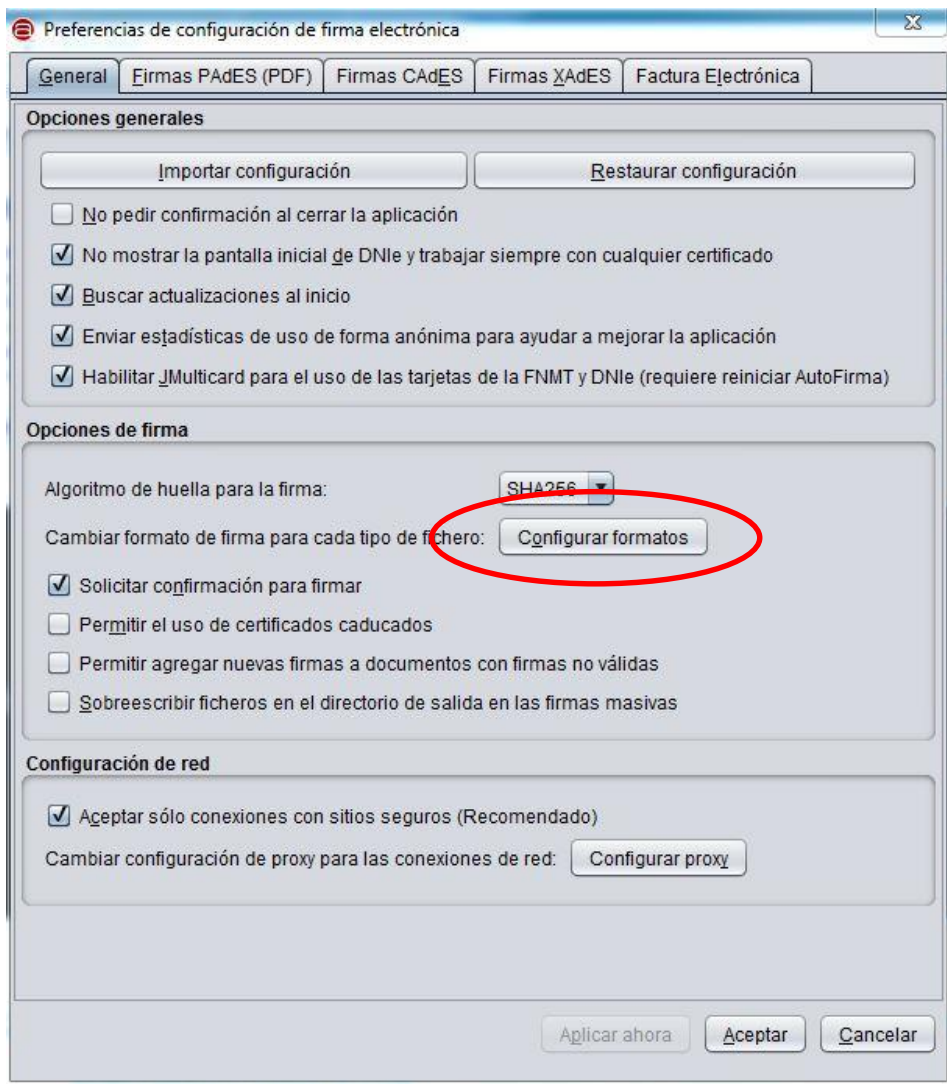 Preferencias de configuración de firma electrónica
General
Firmas PAdES (PDF)
Firmas CAdES
Firmas XAdES
Factura Electrónica
Opciones generales
Importar configuración
Restaurar configuración
No pedir confirmación al cerrar la aplicación
No mostrar la pantalla inicial de DNIe y trabajar siempre con cualquier certificado
Buscar actualizaciones al inicio
Enviar estadísticas de uso de forma anónima para ayudar a mejorar la aplicación
Habilitar JMulticard para el uso de las tarjetas de la FNMT y DNIe (requiere reiniciar AutoFirma)
Opciones de firma
Algoritmo de huella para la firma:
SHA256
Cambiar formato de firma para cada tipo de fichero:
Configurar formatos
Solicitar confirmación para firmar
Permitir el uso de certificados caducados
Permitir agregar nuevas firmas a documentos con firmas no válidas
Sobreescribir ficheros en el directorio de salida en las firmas masivas
Configuración de red
Aceptar sólo conexiones con sitios seguros (Recomendado)
Cambiar configuración de proxy para las conexiones de red:
Configurar proxy
Aplicar ahora
Aceptar
Cancelar